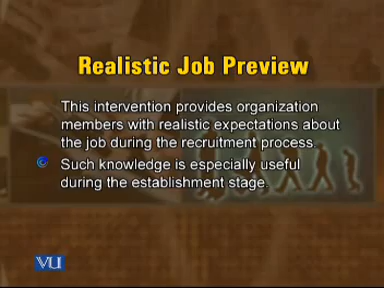 Realistic Job Preview
This intervention provides organization
members with realistic expectations about
the job during the recruitment process.
Such knowledge is especially useful
during the establishment stage.
VU